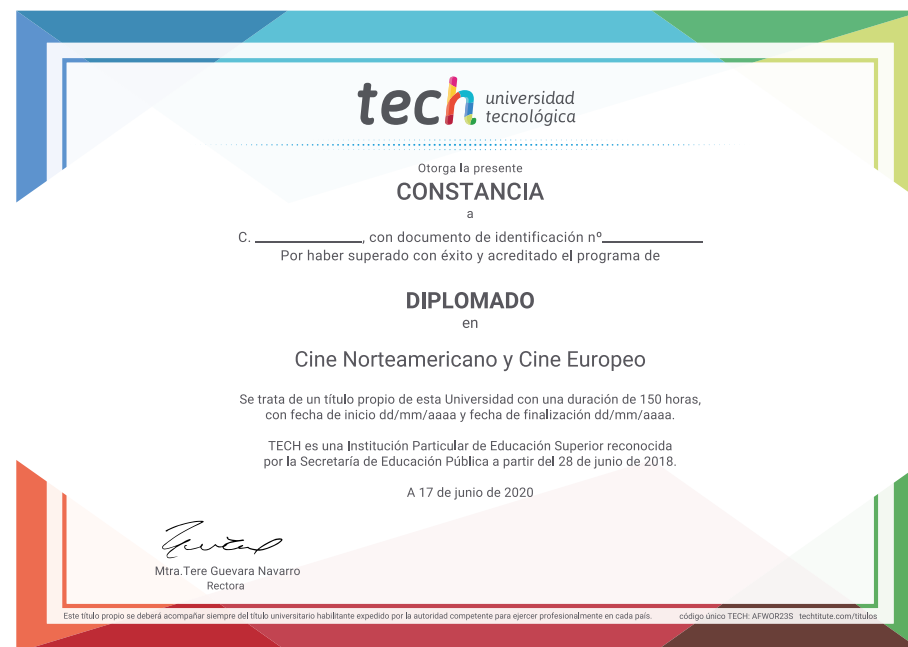 tech universidad
tecnológica
Otorga la presente
CONSTANCIA
a
C. ______________, con documento de identificación nº______________
Por haber superado con éxito y acreditado el programa de
DIPLOMADO
en
Cine Norteamericano y Cine Europeo
Se trata de un título propio de esta Universidad con una duración de 150 horas,
con fecha de inicio dd/mm/aaaa y fecha de finalización dd/mm/aaaa.
TECH es una Institución Particular de Educación Superior reconocida
por la Secretaría de Educación Pública a partir del 28 de junio de 2018.
A 17 de junio de 2020
Mtra.Tere Guevara Navarro
Rectora
Este título propio se deberá acompañar siempre del título universitario habilitante expedido por la autoridad competente para ejercer profesionalmente en cada país. código único TECH: AFWOR23S techtitute.com/titulos